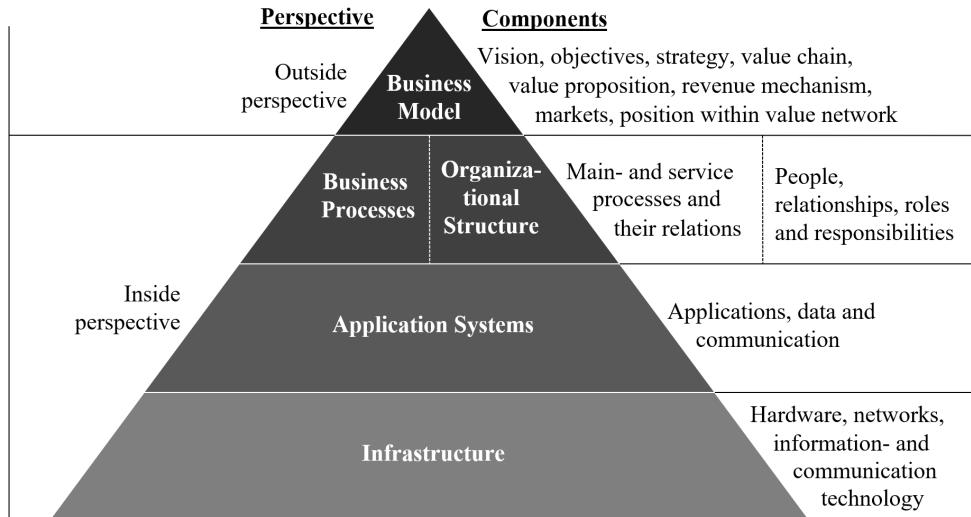 Perspective
Components
Outside
perspective
Business
Model
Vision, objectives, strategy, value chain,
value proposition, revenue mechanism,
markets, position within value network
Inside
perspective
Business
Processes
Organiza-
tional
Structure
Main- and service
processes and
their relations
People,
relationships, roles
and responsibilities
Application Systems
Applications, data and
communication
Infrastructure
Hardware, networks,
information- and
communication
technology